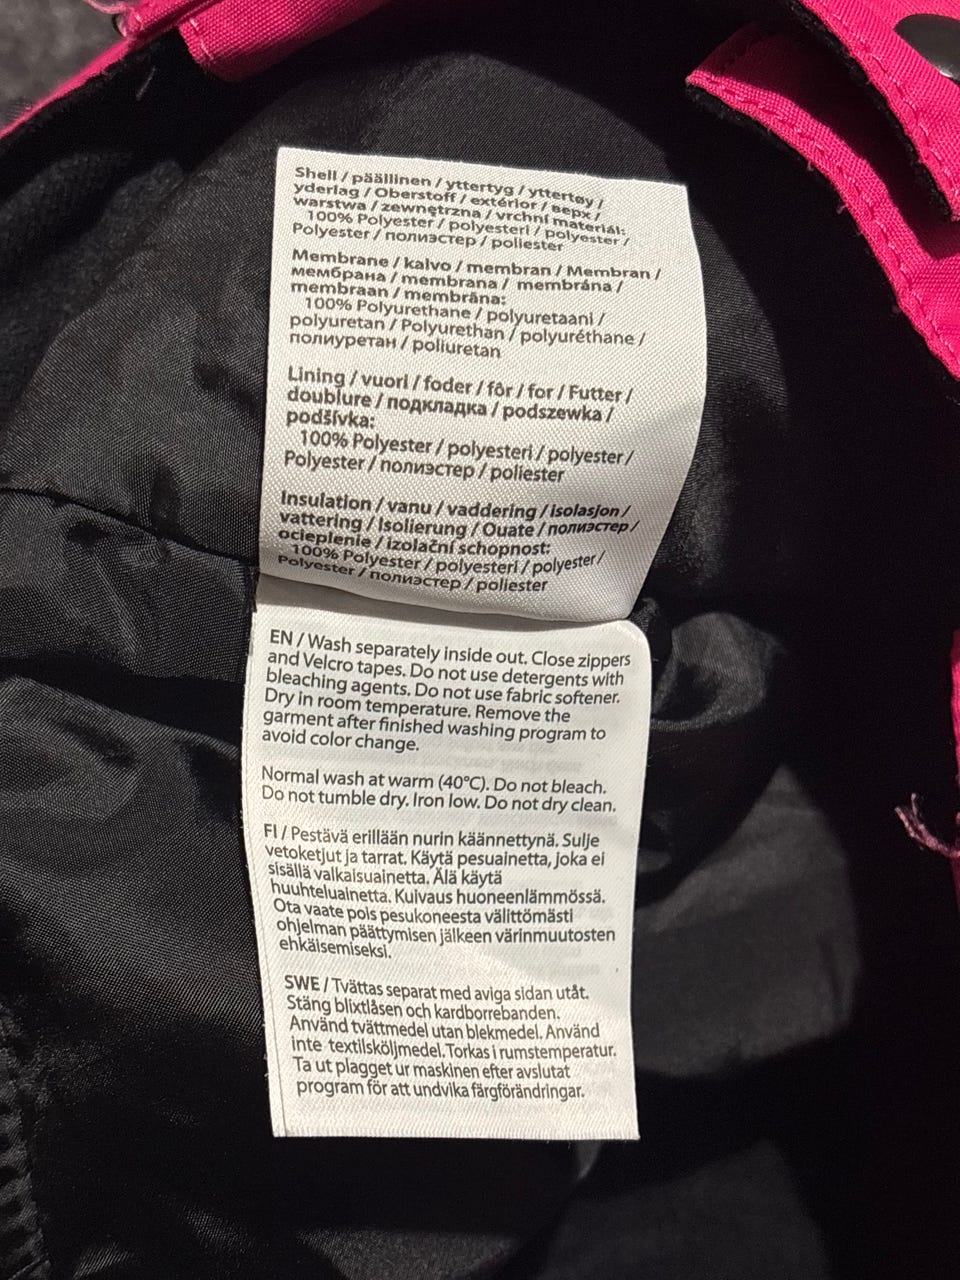 Shell / päällinen / yttertyg / yttertøy /
yderlag / Oberstoff / extérior / верх /
warstwa / zewnętrzna / vrchní materiál:
100% Polyester / polyesteri / polyester /
Polyester / полиэстер / poliester
Membrane / kalvo / membran / Membran /
мембрана / membrana / membrána /
membraan / membrāna:
100% Polyurethane / polyuretaani /
polyuretan / Polyurethan / polyuréthane /
полиуретан / poliuretan
Lining / vuori / foder / fôr / for / Futter /
doublure / подкладка / podszewka /
podšívka:
100% Polyester / polyesteri / polyester /
Polyester / полиэстер / poliester
Insulation / vanu / vaddering / isolasjon /
vattering / Isolierung / Ouate / полиэстер /
ocieplenie / izolační schopnost:
100% Polyester / polyesteri / polyester /
Polyester / полиэстер / poliester
EN / Wash separately inside out. Close zippers
and Velcro tapes. Do not use detergents with
bleaching agents. Do not use fabric softener.
Dry in room temperature. Remove the
garment after finished washing program to
avoid color change.
Normal wash at warm (40°C). Do not bleach.
Do not tumble dry. Iron low. Do not dry clean.
FI / Pestävä erillään nurin käännettynä. Sulje
vetoketjut ja tarrat. Käytä pesuainetta, joka ei
sisällä valkaisuainetta. Älä käytä
huuhteluainetta. Kuivaus huoneenlämmössä.
Ota vaate pois pesukoneesta välittömästi
ohjelman päättymisen jälkeen värinmuutosten
ehkäisemiseksi.
SWE / Tvättas separat med aviga sidan utåt.
Stäng blixtlåsen och kardborrebanden.
Använd tvättmedel utan blekmedel. Använd
inte textilsköljmedel. Torkas i rumstemperatur.
Ta ut plagget ur maskinen efter avslutat
program för att undvika färgförändringar.